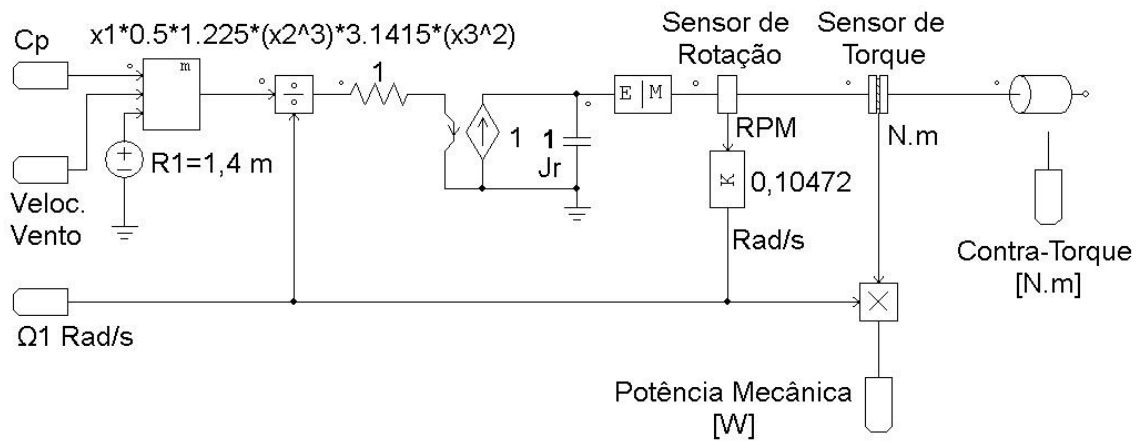 x1*0.5*1.225*(x2^3)*3.1415*(x3^2)
Cp
m
1
Sensor de
Rotação
Sensor de
Torque
E M
RPM
N.m
R1=1,4 m
1
1
Jr
K
0,10472
Veloc.
Vento
Rad/s
Contra-Torque
[N.m]
Ω1 Rad/s
Potência Mecânica
[W]